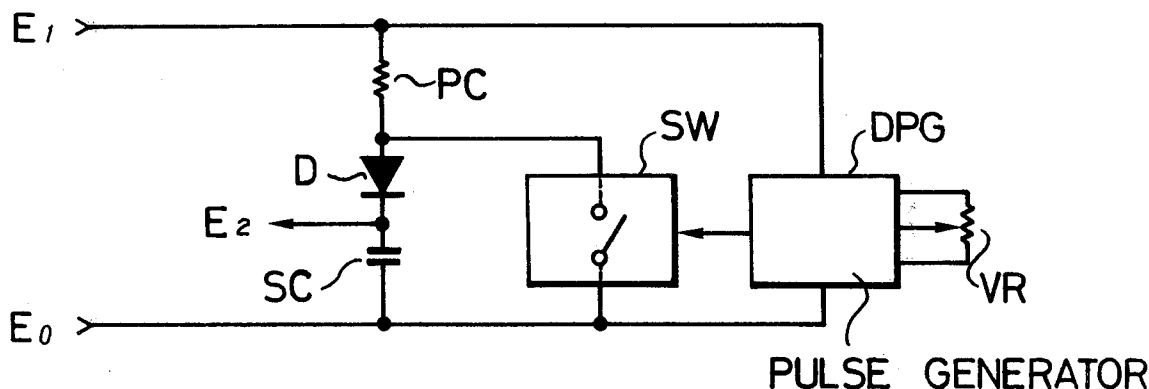 E1
PC
SW
DPG
D
E2
SC
VR
E0
PULSE GENERATOR